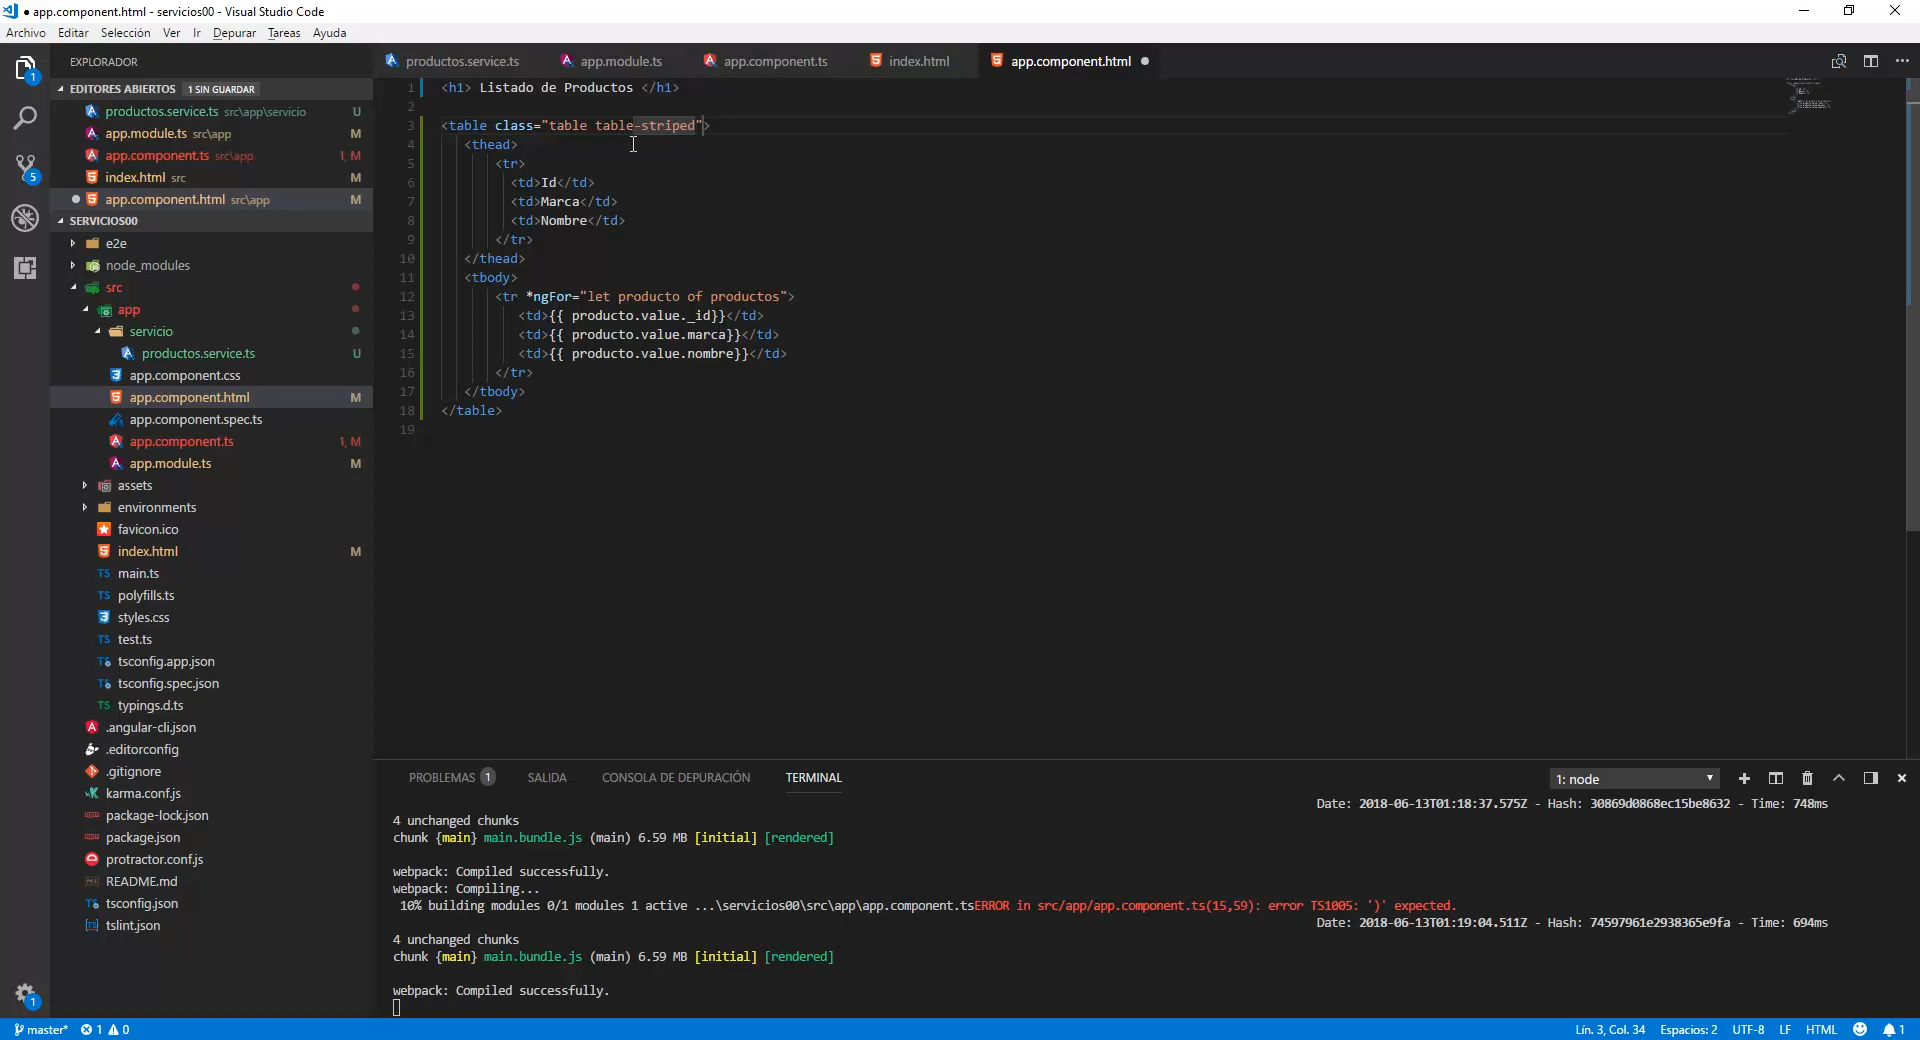 ● app.component.html - servicios00 - Visual Studio Code
Archivo Editar Selección Ver Ir Depurar Tareas Ayuda
EXPLORADOR
EDITORES ABIERTOS 1 SIN GUARDAR
productos.service.ts src\app\servicio U
app.module.ts src\app M
app.component.ts src\app 1, M
index.html src M
app.component.html src\app M
SERVICIOS00
e2e
node_modules
src
app
servicio
productos.service.ts U
app.component.css
app.component.html M
app.component.spec.ts
app.component.ts 1, M
app.module.ts M
assets
environments
favicon.ico
index.html M
main.ts
polyfills.ts
styles.css
test.ts
tsconfig.app.json
tsconfig.spec.json
typings.d.ts
.angular-cli.json
.editorconfig
.gitignore
karma.conf.js
package-lock.json
package.json
protractor.conf.js
README.md
tsconfig.json
tslint.json
productos.service.ts app.module.ts app.component.ts index.html app.component.html
1 <h1> Listado de Productos </h1>
2
3 <table class="table table-striped">
4 <thead>
5 <tr>
6 <td>Id</td>
7 <td>Marca</td>
8 <td>Nombre</td>
9 </tr>
10 </thead>
11 <tbody>
12 <tr *ngFor="let producto of productos">
13 <td>{{ producto.value._id}}</td>
14 <td>{{ producto.value.marca}}</td>
15 <td>{{ producto.value.nombre}}</td>
16 </tr>
17 </tbody>
18 </table>
19
PROBLEMAS 1 SALIDA CONSOLA DE DEPURACIÓN TERMINAL 1: node
Date: 2018-06-13T01:18:37.575Z - Hash: 30869d0868ec15be8632 - Time: 748ms
4 unchanged chunks
chunk {main} main.bundle.js (main) 6.59 MB [initial] [rendered]
webpack: Compiled successfully.
webpack: Compiling...
10% building modules 0/1 modules 1 active ...\servicios00\src\app\app.component.tsERROR in src/app/app.component.ts(15,59): error TS1005: ')' expected.
Date: 2018-06-13T01:19:04.511Z - Hash: 74597961e2938365e9fa - Time: 694ms
4 unchanged chunks
chunk {main} main.bundle.js (main) 6.59 MB [initial] [rendered]
webpack: Compiled successfully.
1
5
1
master* 1 0 Lín. 3, Col. 34 Espacios: 2 UTF-8 LF HTML 1